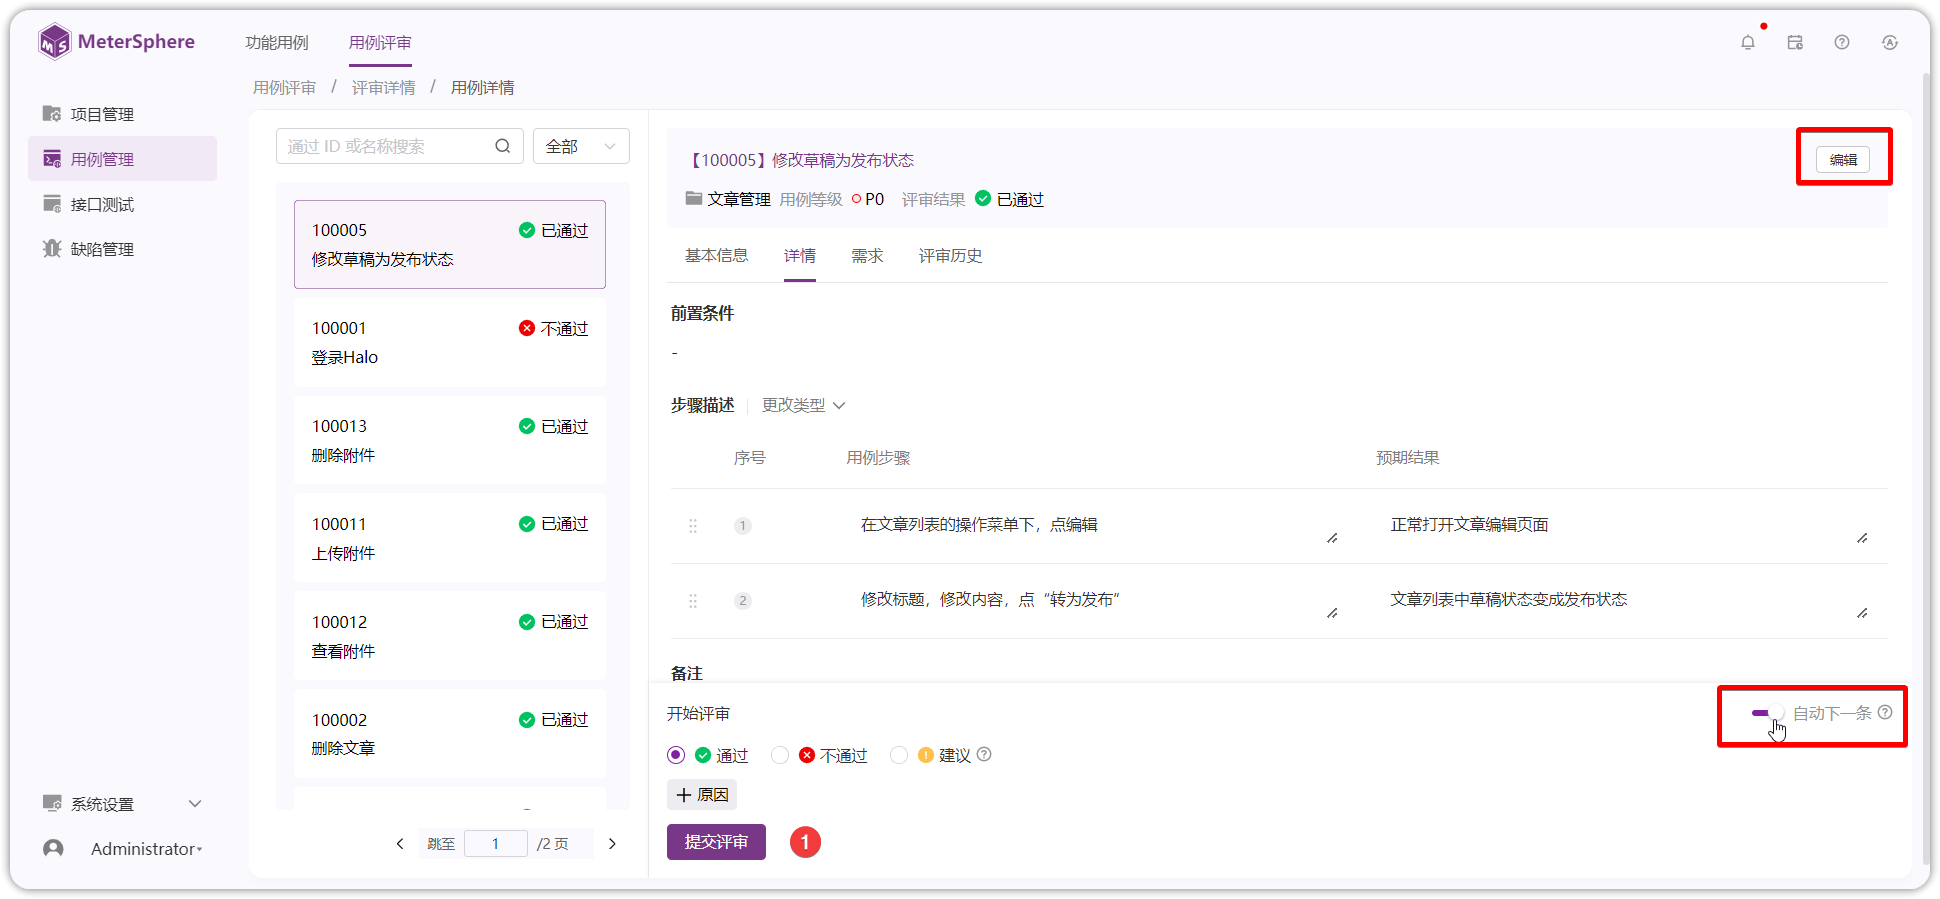 MeterSphere
功能用例 用例评审
用例评审 / 评审详情 / 用例详情
项目管理
用例管理
接口测试
缺陷管理
系统设置
Administrator
通过 ID 或名称搜索 全部
100005 已通过
修改草稿为发布状态
100001 不通过
登录Halo
100013 已通过
删除附件
100011 已通过
上传附件
100012 已通过
查看附件
100002 已通过
删除文章
跳至 1 /2 页
【100005】修改草稿为发布状态 编辑
文章管理 用例等级 P0 评审结果 已通过
基本信息 详情 需求 评审历史
前置条件
-
步骤描述 更改类型
序号 用例步骤 预期结果
1 在文章列表的操作菜单下，点编辑 正常打开文章编辑页面
2 修改标题，修改内容，点“转为发布” 文章列表中草稿状态变成发布状态
备注
开始评审 自动下一条
通过 不通过 建议
+ 原因
提交评审 1